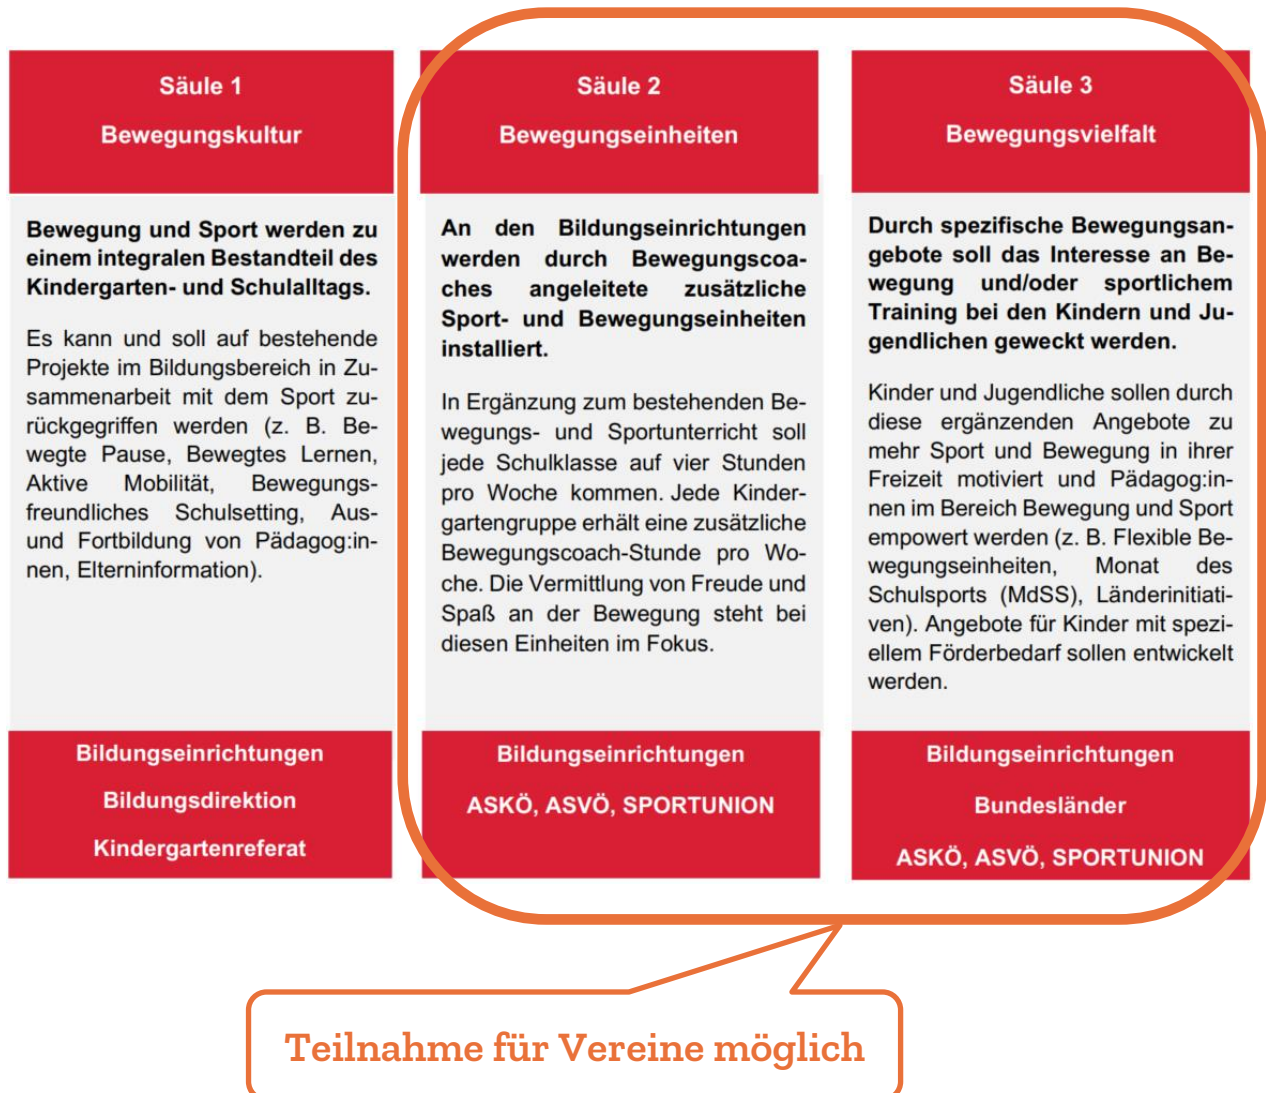 Säule 1
Bewegungskultur
Bewegung und Sport werden zu
einem integralen Bestandteil des
Kindergarten- und Schulalltags.
Es kann und soll auf bestehende
Projekte im Bildungsbereich in Zu-
sammenarbeit mit dem Sport zu-
rückgegriffen werden (z. B. Be-
wegte Pause, Bewegtes Lernen,
Aktive Mobilität, Bewegungs-
freundliches Schulsetting, Aus-
und Fortbildung von Pädagog:in-
nen, Elterninformation).
Bildungseinrichtungen
Bildungsdirektion
Kindergartenreferat
Säule 2
Bewegungseinheiten
An den Bildungseinrichtungen
werden durch Bewegungscoa-
ches angeleitete zusätzliche
Sport- und Bewegungseinheiten
installiert.
In Ergänzung zum bestehenden Be-
wegungs- und Sportunterricht soll
jede Schulklasse auf vier Stunden
pro Woche kommen. Jede Kinder-
gartengruppe erhält eine zusätzliche
Bewegungscoach-Stunde pro Wo-
che. Die Vermittlung von Freude und
Spaß an der Bewegung steht bei
diesen Einheiten im Fokus.
Bildungseinrichtungen
ASKÖ, ASVÖ, SPORTUNION
Säule 3
Bewegungsvielfalt
Durch spezifische Bewegungsan-
gebote soll das Interesse an Be-
wegung und/oder sportlichem
Training bei den Kindern und Ju-
gendlichen geweckt werden.
Kinder und Jugendliche sollen durch
diese ergänzenden Angebote zu
mehr Sport und Bewegung in ihrer
Freizeit motiviert und Pädagog:in-
nen im Bereich Bewegung und Sport
empowert werden (z. B. Flexible Be-
wegungseinheiten, Monat des
Schulsports (MdSS), Länderinitiati-
ven). Angebote für Kinder mit spezi-
ellem Förderbedarf sollen entwickelt
werden.
Bildungseinrichtungen
Bundesländer
ASKÖ, ASVÖ, SPORTUNION
Teilnahme für Vereine möglich